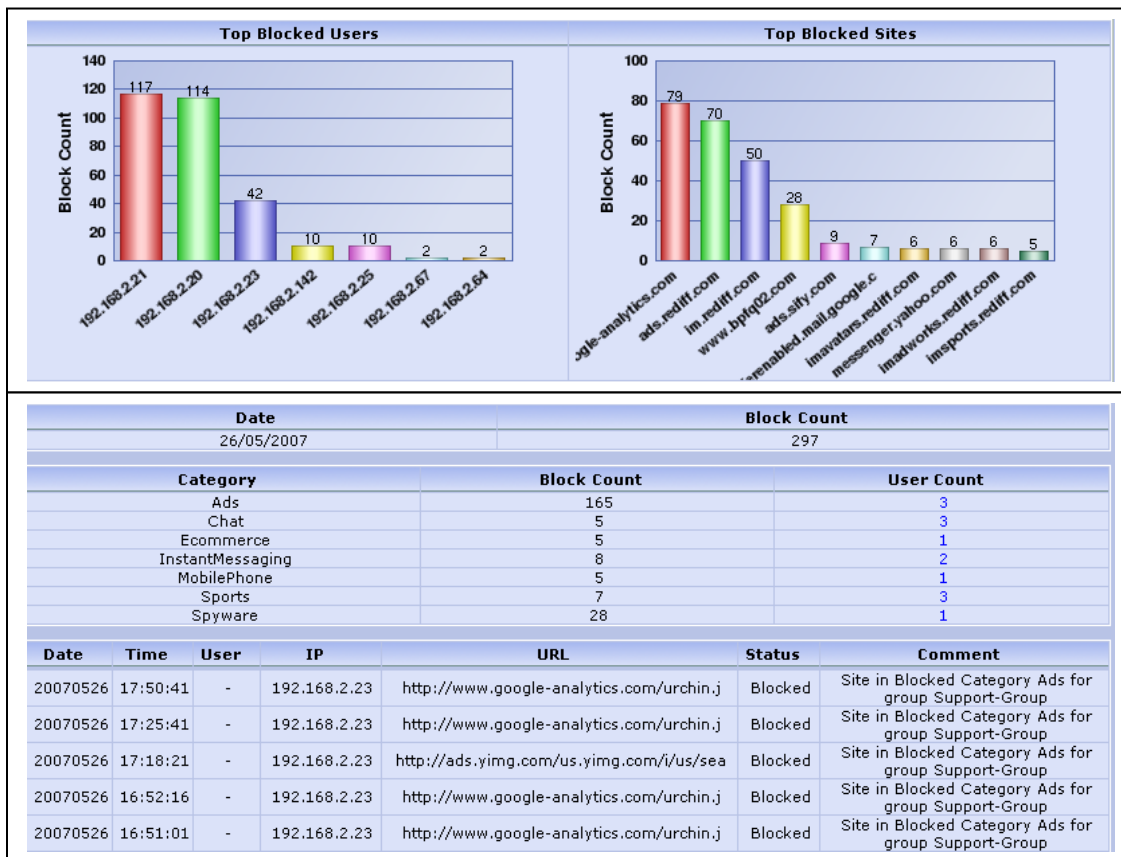 Top Blocked Users
140
120
100
80
60
40
20
0
Block Count
117
114
42
10
10
2
2
192.168.2.21
192.168.2.20
192.168.2.23
192.168.2.142
192.168.2.25
192.168.2.67
192.168.2.64
Top Blocked Sites
100
80
60
40
20
0
Block Count
79
70
50
28
9
7
6
6
6
5
ogle-analytics.com
ads.rediff.com
im.rediff.com
www.bpfq02.com
ads.sify.com
erenabled.mail.google.c
imavatars.rediff.com
messenger.yahoo.com
imadworks.rediff.com
imsports.rediff.com
Date Block Count
26/05/2007 297
Category Block Count User Count
Ads 165 3
Chat 5 3
Ecommerce 5 1
InstantMessaging 8 2
MobilePhone 5 1
Sports 7 3
Spyware 28 1
Date Time User IP URL Status Comment
20070526 17:50:41 - 192.168.2.23 http://www.google-analytics.com/urchin.j Blocked Site in Blocked Category Ads for
group Support-Group
20070526 17:25:41 - 192.168.2.23 http://www.google-analytics.com/urchin.j Blocked Site in Blocked Category Ads for
group Support-Group
20070526 17:18:21 - 192.168.2.23 http://ads.yimg.com/us.yimg.com/i/us/sea Blocked Site in Blocked Category Ads for
group Support-Group
20070526 16:52:16 - 192.168.2.23 http://www.google-analytics.com/urchin.j Blocked Site in Blocked Category Ads for
group Support-Group
20070526 16:51:01 - 192.168.2.23 http://www.google-analytics.com/urchin.j Blocked Site in Blocked Category Ads for
group Support-Group